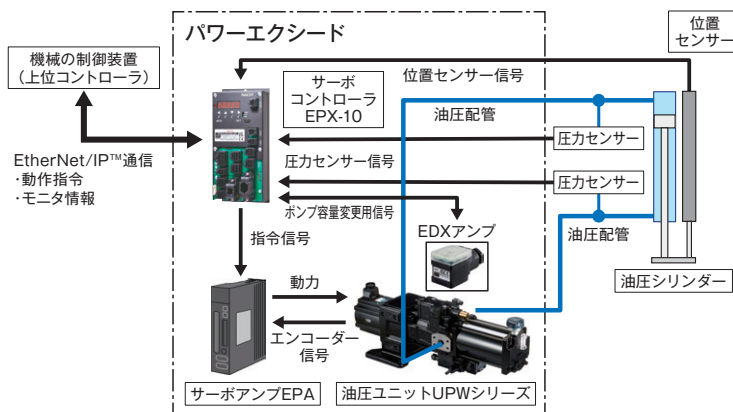 パワーエクシード
位置
センサー
機械の制御装置
（上位コントローラ）
サーボ
コントローラ
EPX-10
位置センサー信号
油圧配管
圧力センサー
EtherNet/IP™通信
・動作指令
・モニタ情報
圧力センサー信号
圧力センサー
ポンプ容量変更用信号
指令信号
EDXアンプ
油圧配管
油圧シリンダー
動力
エンコーダー
信号
サーボアンプEPA
油圧ユニットUPWシリーズ